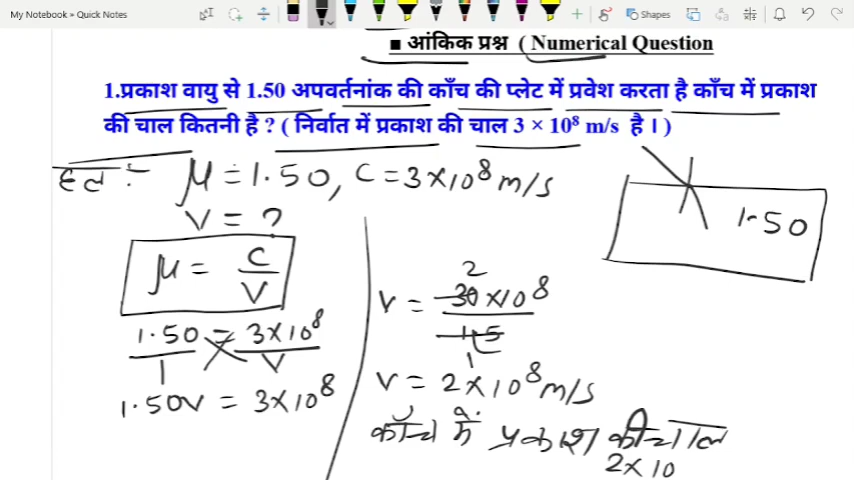 My Notebook » Quick Notes
Shapes
■ आंकिक प्रश्न ( Numerical Question
1.प्रकाश वायु से 1.50 अपवर्तनांक की काँच की प्लेट में प्रवेश करता है काँच में प्रकाश
की चाल कितनी है ? ( निर्वात में प्रकाश की चाल 3 × 10⁸ m/s है । )
हल :- μ = 1.50, C = 3×10⁸ m/s
V = ?
μ = C/V
1.50/1 = 3×10⁸/V
1.50V = 3×10⁸
1.50
2
V = 30×10⁸/15
1
V = 2×10⁸ m/s
काँच में प्रकाश की चाल
2×10